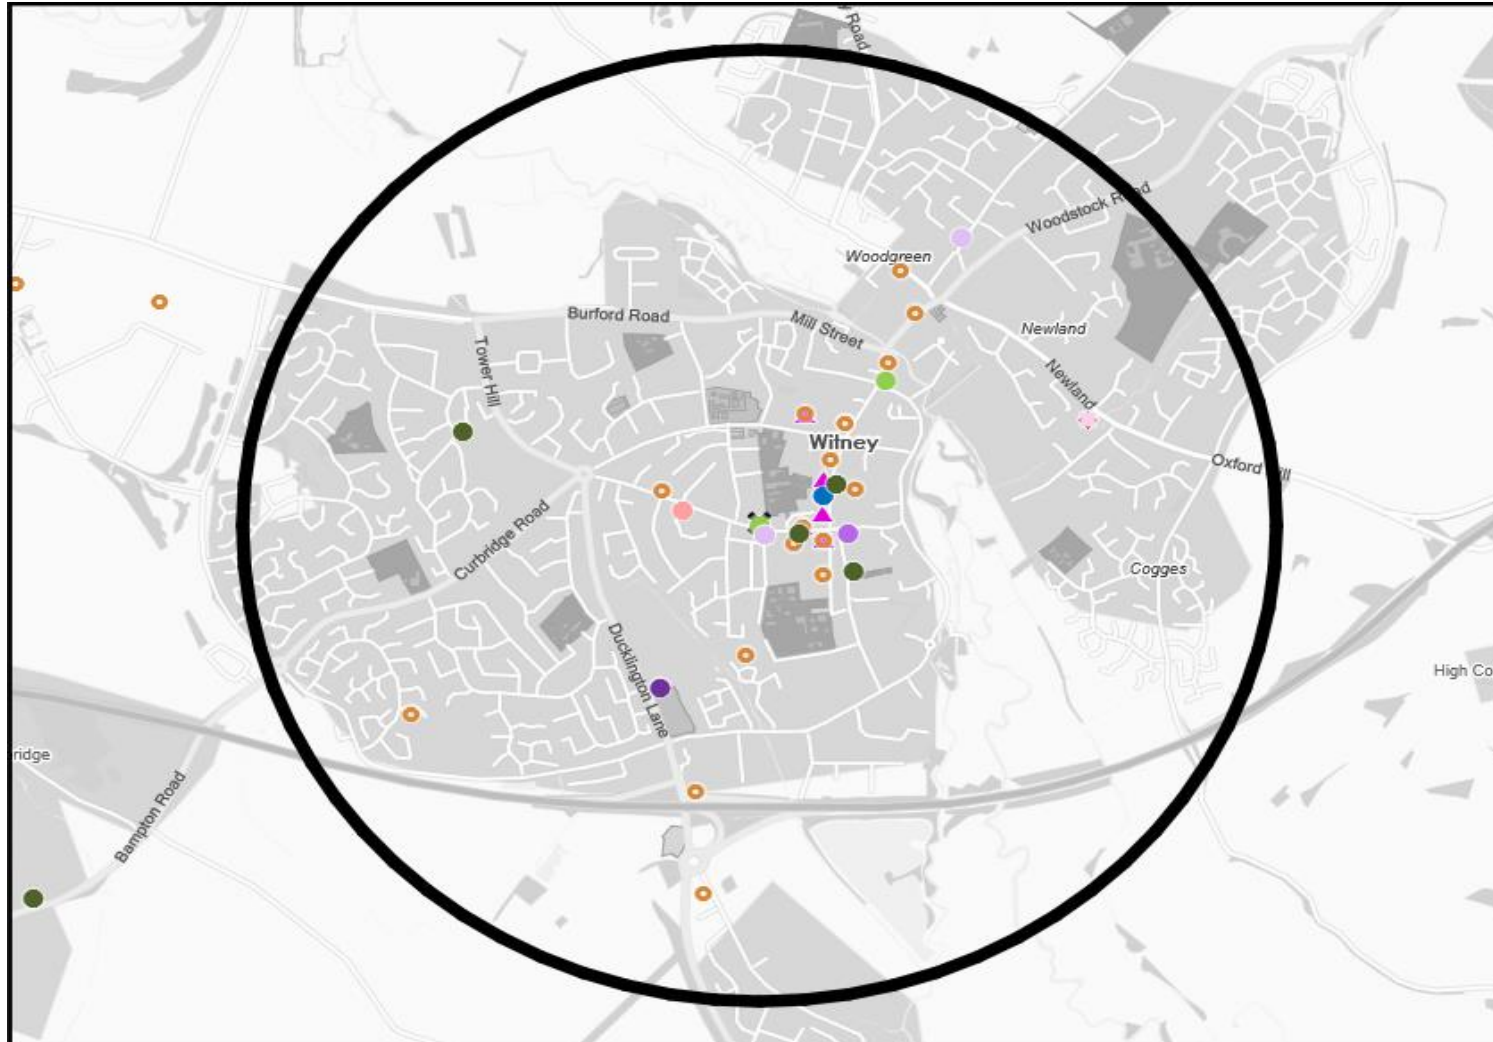 y Road
Woodstock Road
Woodgreen
Burford Road
Mill Street
Newland
Tower Hill
Newland
Witney
Oxford Hill
Curbridge Road
Cogges
Ducklington Lane
High Co
ridge
Bampton Road